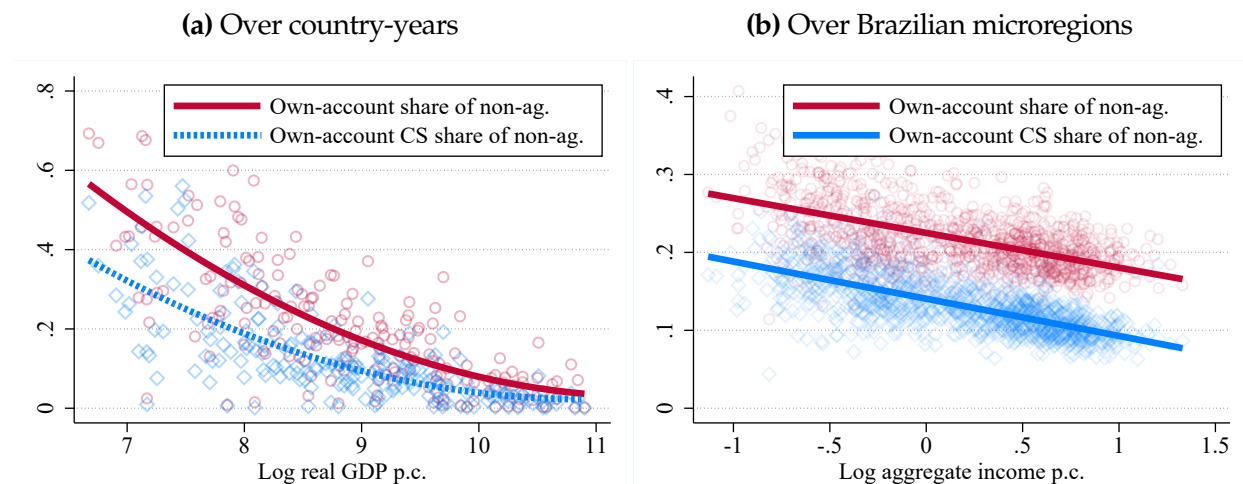 (a) Over country-years
Own-account share of non-ag.
Own-account CS share of non-ag.
.8
.6
.4
.2
0
7 8 9 10 11
Log real GDP p.c.
(b) Over Brazilian microregions
Own-account share of non-ag.
Own-account CS share of non-ag.
.4
.3
.2
.1
0
-1 -.5 0 .5 1 1.5
Log aggregate income p.c.